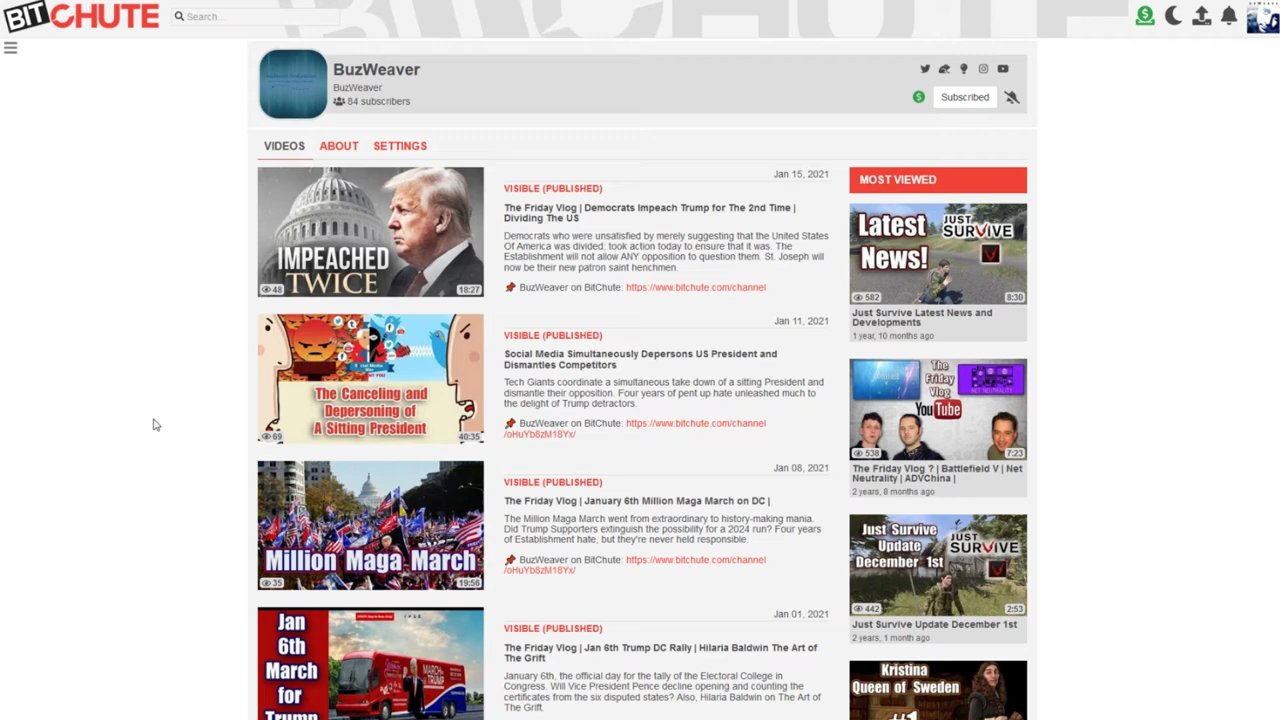 BITCHUTE
Search...
BuzWeaver
BuzWeaver
84 subscribers
Subscribed
VIDEOS ABOUT SETTINGS
IMPEACHED
TWICE
48 18:27
Jan 15, 2021
VISIBLE (PUBLISHED)
The Friday Vlog | Democrats Impeach Trump for The 2nd Time |
Dividing The US
Democrats who were unsatisfied by merely suggesting that the United States
Of America was divided; took action today to ensure that it was. The
Establishment will not allow ANY opposition to question them. St. Joseph will
now be their new patron saint henchmen.
BuzWeaver on BitChute: https://www.bitchute.com/channel
The Canceling and
Depersoning of
A Sitting President
69 40:35
Jan 11, 2021
VISIBLE (PUBLISHED)
Social Media Simultaneously Depersons US President and
Dismantles Competitors
Tech Giants coordinate a simultaneous take down of a sitting President and
dismantle their opposition. Four years of pent up hate unleashed much to
the delight of Trump detractors.
BuzWeaver on BitChute: https://www.bitchute.com/channel
/oHuYb8zM18Yx/
Million Maga March
35 19:56
Jan 08, 2021
VISIBLE (PUBLISHED)
The Friday Vlog | January 6th Million Maga March on DC |
The Million Maga March went from extraordinary to history-making mania.
Did Trump Supporters extinguish the possibility for a 2024 run? Four years
of Establishment hate, but they're never held responsible.
BuzWeaver on BitChute: https://www.bitchute.com/channel
/oHuYb8zM18Yx/
Jan
6th
March
for
Trump
MARCH
TRUMP
Jan 01, 2021
VISIBLE (PUBLISHED)
The Friday Vlog | Jan 6th Trump DC Rally | Hilaria Baldwin The Art of
The Grift
January 6th, the official day for the tally of the Electoral College in
Congress. Will Vice President Pence decline opening and counting the
certificates from the six disputed states? Also, Hilaria Baldwin on The Art of
The Grift.
MOST VIEWED
Latest
News!
JUST
SURVIVE
582 8:30
Just Survive Latest News and
Developments
1 year, 10 months ago
The
Friday
Vlog
NET NEUTRALITY
YouTube
538 7:23
The Friday Vlog ? | Battlefield V | Net
Neutrality | ADVChina |
2 years, 8 months ago
Just Survive
Update
December 1st
JUST
SURVIVE
442 2:53
Just Survive Update December 1st
2 years, 1 month ago
Kristina
Queen of Sweden
#1